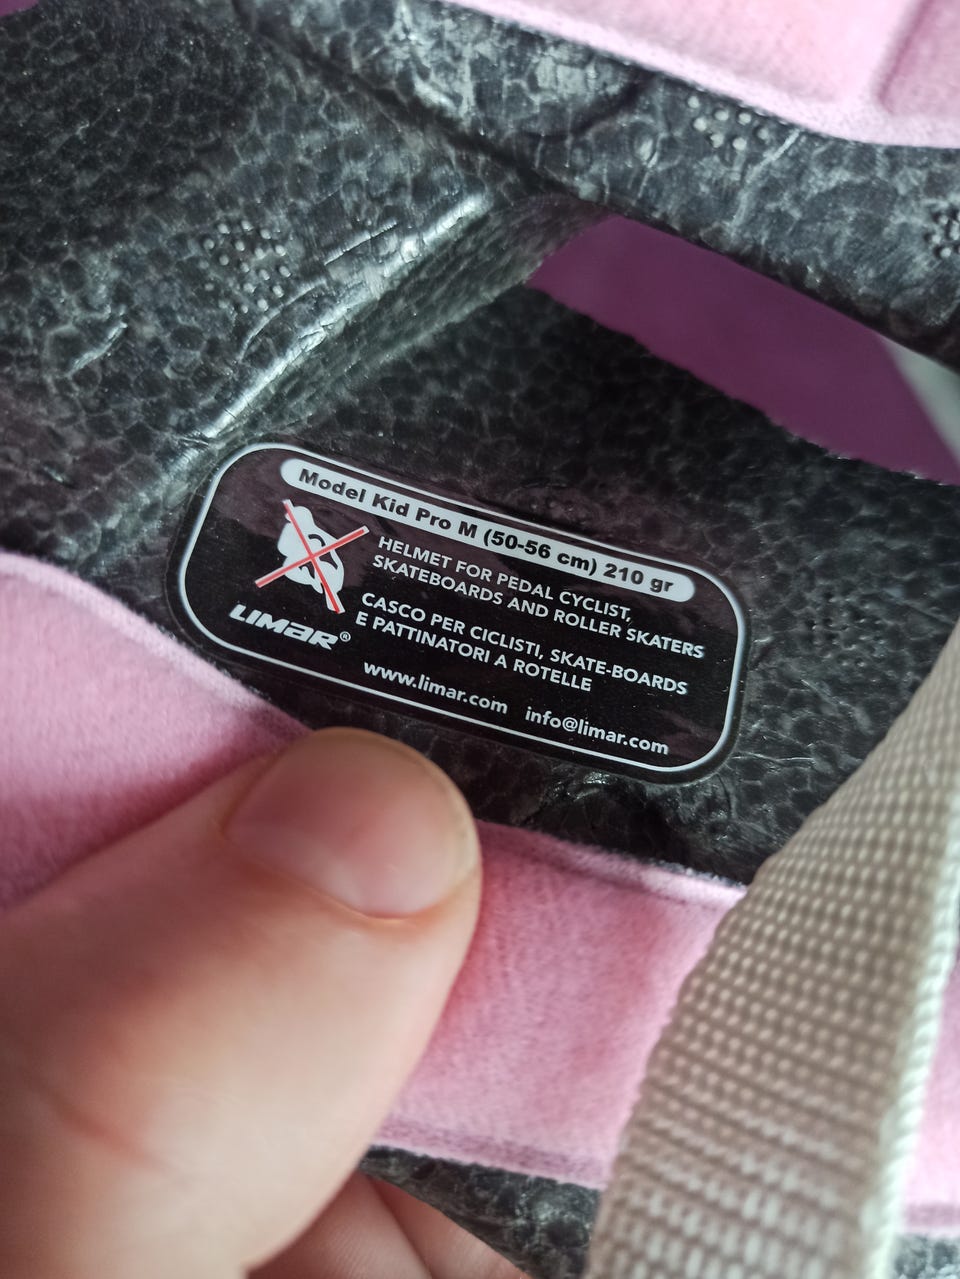 Model Kid Pro M (50-56 cm) 210 gr
HELMET FOR PEDAL CYCLIST,
SKATEBOARDS AND ROLLER SKATERS
CASCO PER CICLISTI, SKATE-BOARDS
E PATTINATORI A ROTELLE
LIMAR®
www.limar.com info@limar.com